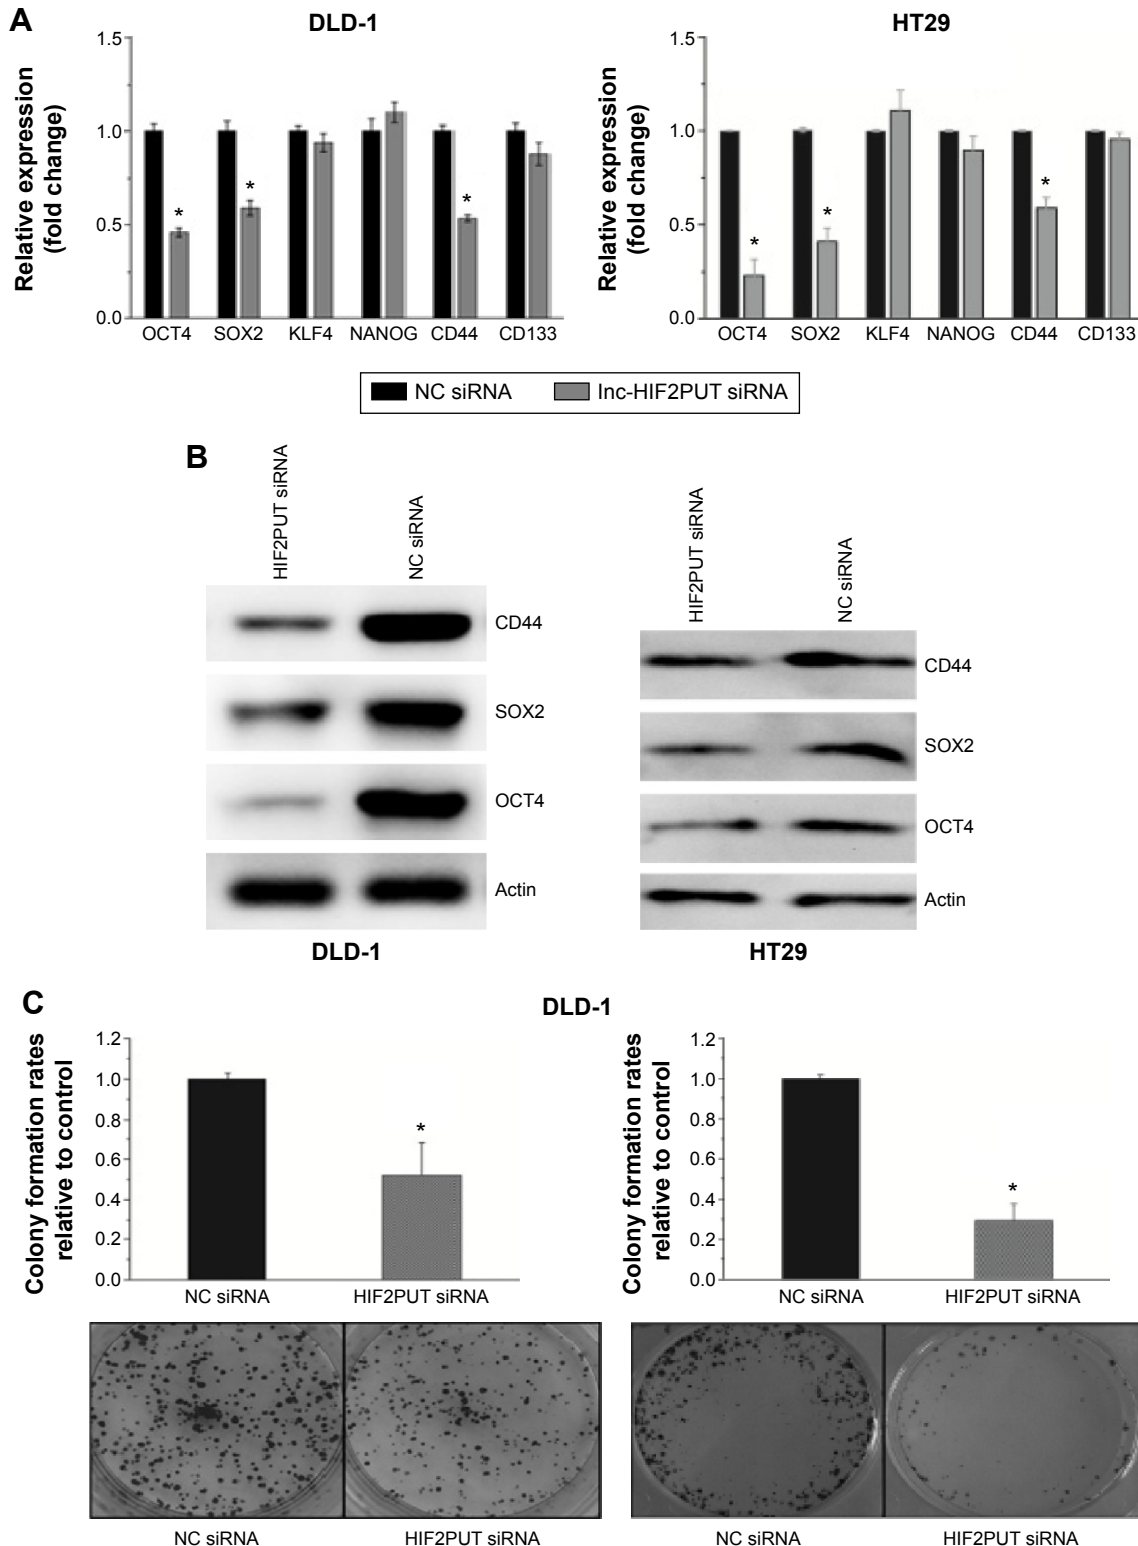 A
DLD-1
HT29
Relative expression
(fold change)
1.5
1.0
0.5
0.0
*
*
*
OCT4 SOX2 KLF4 NANOG CD44 CD133
Relative expression
(fold change)
1.5
1.0
0.5
0.0
*
*
*
OCT4 SOX2 KLF4 NANOG CD44 CD133
NC siRNA
lnc-HIF2PUT siRNA
B
HIF2PUT siRNA
NC siRNA
CD44
SOX2
OCT4
Actin
DLD-1
HIF2PUT siRNA
NC siRNA
CD44
SOX2
OCT4
Actin
HT29
C
DLD-1
Colony formation rates
relative to control
1.2
1.0
0.8
0.6
0.4
0.2
0.0
*
NC siRNA
HIF2PUT siRNA
Colony formation rates
relative to control
1.2
1.0
0.8
0.6
0.4
0.2
0.0
*
NC siRNA
HIF2PUT siRNA
NC siRNA
HIF2PUT siRNA
NC siRNA
HIF2PUT siRNA